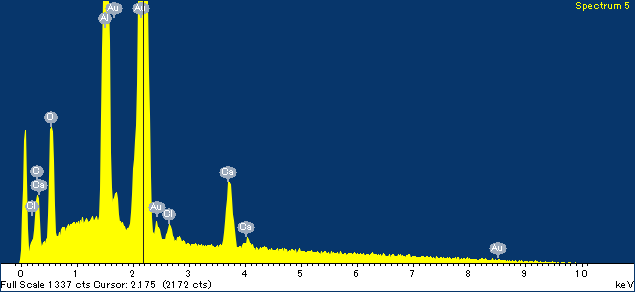 Spectrum 5
Au
Al
Au
O
C
Ca
Cl
Au
Cl
Ca
Ca
Au
0 1 2 3 4 5 6 7 8 9 10
Full Scale 1337 cts Cursor: 2.175 (2172 cts) keV